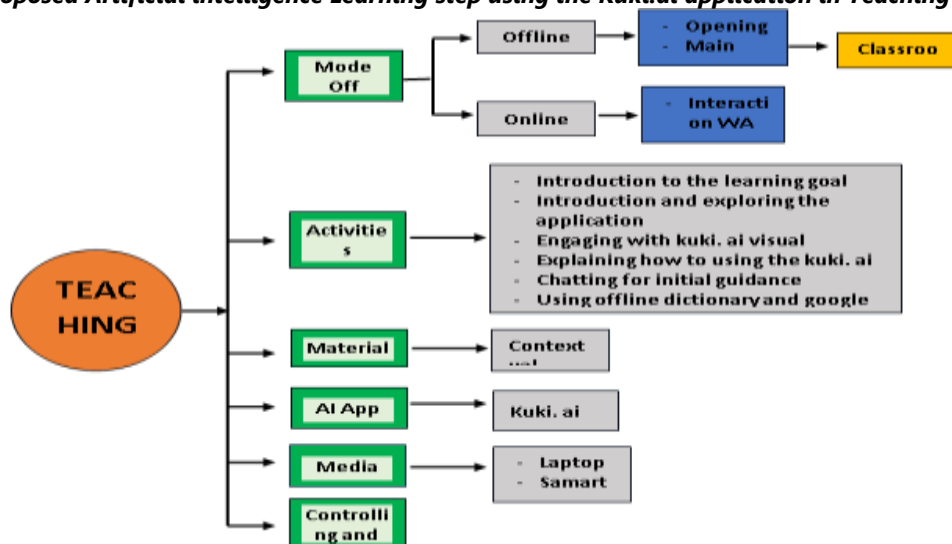 oposed Artificial Intelligence Learning step using the Kuki.ai application in Teaching
Mode
Off
Offline
- Opening
- Main
Classroo
Online
- Interacti
on WA
Activitie
s
- Introduction to the learning goal
- Introduction and exploring the
application
- Engaging with kuki. ai visual
- Explaining how to using the kuki. ai
- Chatting for initial guidance
- Using offline dictionary and google
TEAC
HING
Material
Context
ual
AI App
Kuki. ai
Media
- Laptop
- Samart
Controlli
ng and